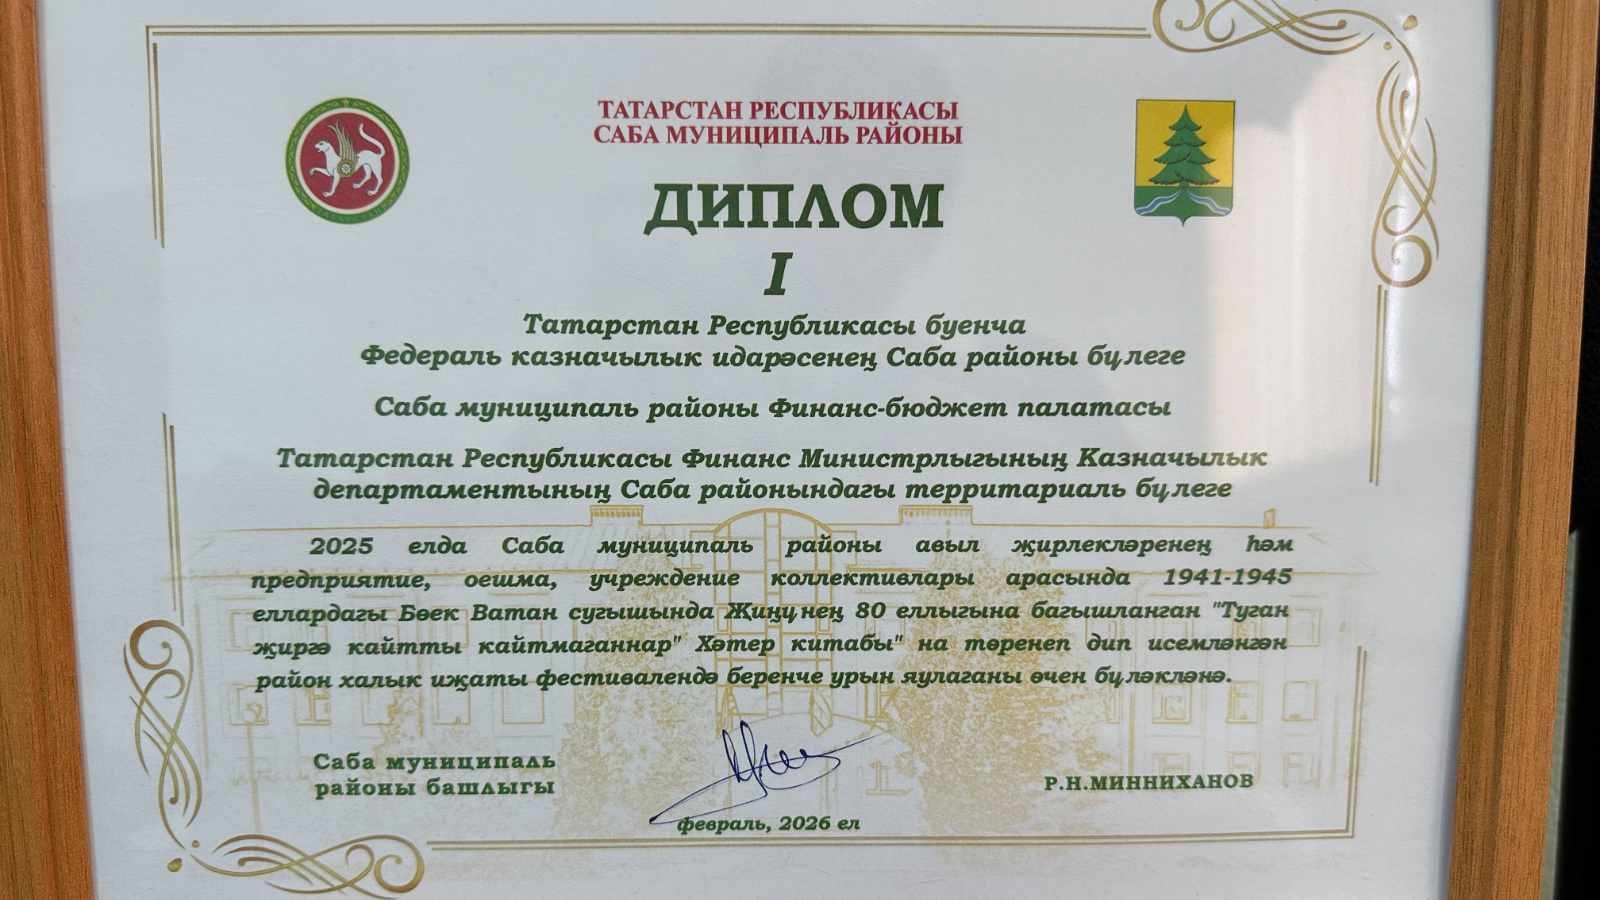 ТАТАРСТАН РЕСПУБЛИКАСЫ
САБА МУНИЦИПАЛЬ РАЙОНЫ
ТАТАРСТАН
ДИПЛОМ
I
Татарстан Республикасы буенча
Федераль казначылык идарәсенең Саба районы бүлеге
Саба муниципаль районы Финанс-бюджет палатасы
Татарстан Республикасы Финанс Министрлыгының Казначылык
департаментының Саба районындагы территориаль бүлеге
2025 елда Саба муниципаль районы авыл җирлекләренең һәм
предприятие, оешма, учреждение коллективлары арасында 1941-1945
еллардагы Бөек Ватан сугышында Җиңүнең 80 еллыгына багышланган "Туган
җиргә кайтты кайтмаганнар" Хәтер китабы" на төренеп дип исемләнгән
район халык иҗаты фестивалендә беренче урын яулаганы өчен бүләкләнә.
Саба муниципаль
районы башлыгы
Р.Н.МИННИХАНОВ
февраль, 2026 ел